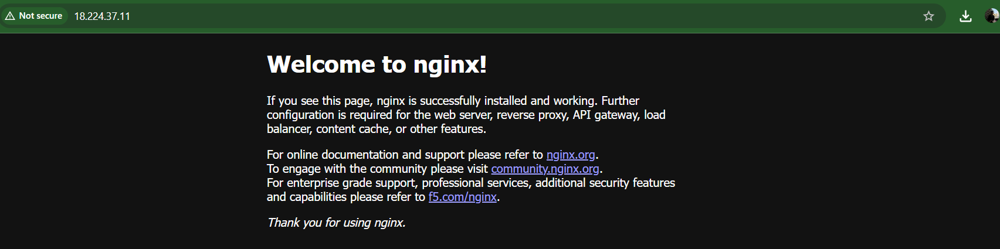 Not secure 18.224.37.11
Welcome to nginx!
If you see this page, nginx is successfully installed and working. Further
configuration is required for the web server, reverse proxy, API gateway, load
balancer, content cache, or other features.
For online documentation and support please refer to nginx.org.
To engage with the community please visit community.nginx.org.
For enterprise grade support, professional services, additional security features
and capabilities please refer to f5.com/nginx.
Thank you for using nginx.